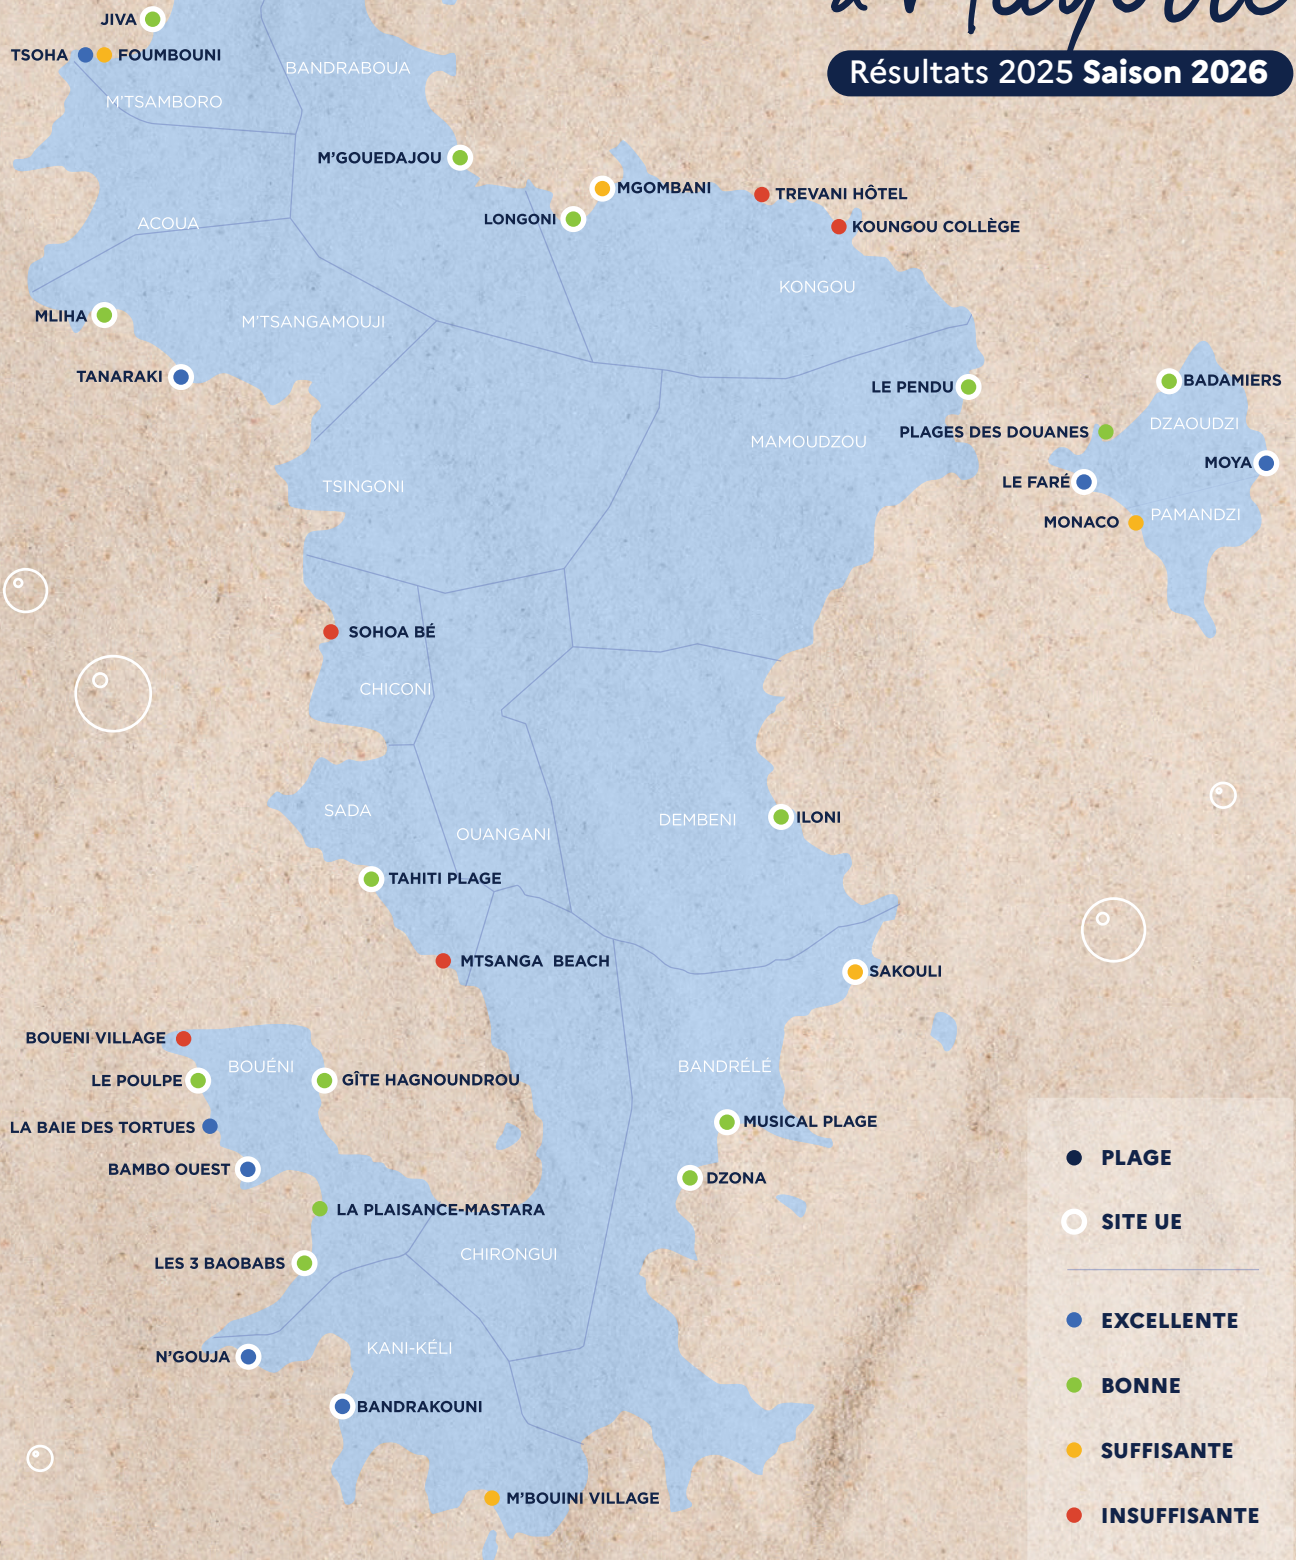 à Mayotte
Résultats 2025 Saison 2026
JIVA
TSOHA
FOUMBOUNI
BANDRABOUA
M'TSAMBORO
M'GOUEDAJOU
MGOMBANI
TREVANI HÔTEL
LONGONI
KOUNGOU COLLÈGE
ACOUA
KONGOU
MLIHA
M'TSANGAMOUJI
TANARAKI
LE PENDU
BADAMIERS
DZAOUDZI
PLAGES DES DOUANES
MAMOUDZOU
MOYA
LE FARÉ
TSINGONI
PAMANDZI
MONACO
SOHOA BÉ
CHICONI
SADA
ILONI
DEMBENI
OUANGANI
TAHITI PLAGE
MTSANGA BEACH
SAKOULI
BOUENI VILLAGE
BOUÉNI
BANDRÉLÉ
LE POULPE
GÎTE HAGNOUNDROU
MUSICAL PLAGE
LA BAIE DES TORTUES
BAMBO OUEST
DZONA
LA PLAISANCE-MASTARA
CHIRONGUI
LES 3 BAOBABS
KANI-KÉLI
N'GOUJA
BANDRAKOUNI
M'BOUINI VILLAGE
PLAGE
SITE UE
EXCELLENTE
BONNE
SUFFISANTE
INSUFFISANTE